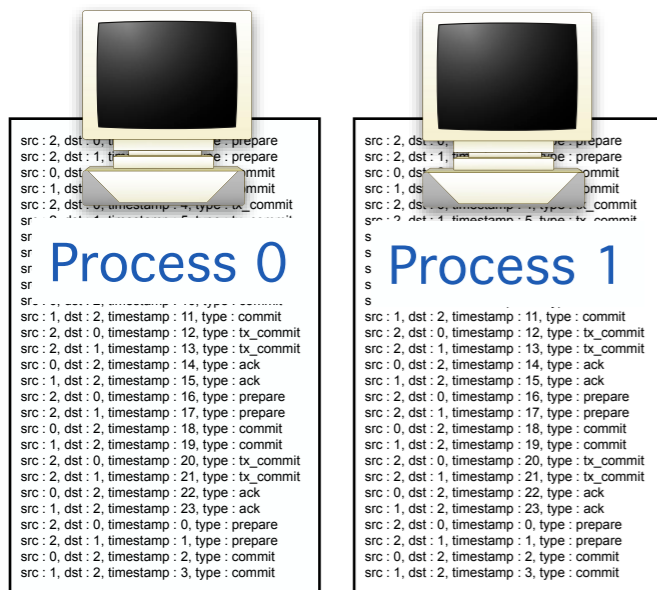 src : 2, dst : 0, : prepare
src : 2, dst : 1, : prepare
src : 0, dst
src : 1,
src : 2, dst : 0, timestamp : 4, type : tx_commit
Process 0
src : 1, dst : 2, timestamp : 11, type : commit
src : 2, dst : 0, timestamp : 12, type : tx_commit
src : 2, dst : 1, timestamp : 13, type : tx_commit
src : 0, dst : 2, timestamp : 14, type : ack
src : 1, dst : 2, timestamp : 15, type : ack
src : 2, dst : 0, timestamp : 16, type : prepare
src : 2, dst : 1, timestamp : 17, type : prepare
src : 0, dst : 2, timestamp : 18, type : commit
src : 1, dst : 2, timestamp : 19, type : commit
src : 2, dst : 0, timestamp : 20, type : tx_commit
src : 2, dst : 1, timestamp : 21, type : tx_commit
src : 0, dst : 2, timestamp : 22, type : ack
src : 1, dst : 2, timestamp : 23, type : ack
src : 2, dst : 0, timestamp : 0, type : prepare
src : 2, dst : 1, timestamp : 1, type : prepare
src : 0, dst : 2, timestamp : 2, type : commit
src : 1, dst : 2, timestamp : 3, type : commit
src : 2, dst : : prepare
src : 2, dst : 1, : prepare
src : 0, dst
src : 1,
src : 2, dst : tx_commit
src : 2, dst : 1, timestamp : 5, type : tx_commit
Process 1
src : 1, dst : 2, timestamp : 11, type : commit
src : 2, dst : 0, timestamp : 12, type : tx_commit
src : 2, dst : 1, timestamp : 13, type : tx_commit
src : 0, dst : 2, timestamp : 14, type : ack
src : 1, dst : 2, timestamp : 15, type : ack
src : 2, dst : 0, timestamp : 16, type : prepare
src : 2, dst : 1, timestamp : 17, type : prepare
src : 0, dst : 2, timestamp : 18, type : commit
src : 1, dst : 2, timestamp : 19, type : commit
src : 2, dst : 0, timestamp : 20, type : tx_commit
src : 2, dst : 1, timestamp : 21, type : tx_commit
src : 0, dst : 2, timestamp : 22, type : ack
src : 1, dst : 2, timestamp : 23, type : ack
src : 2, dst : 0, timestamp : 0, type : prepare
src : 2, dst : 1, timestamp : 1, type : prepare
src : 0, dst : 2, timestamp : 2, type : commit
src : 1, dst : 2, timestamp : 3, type : commit